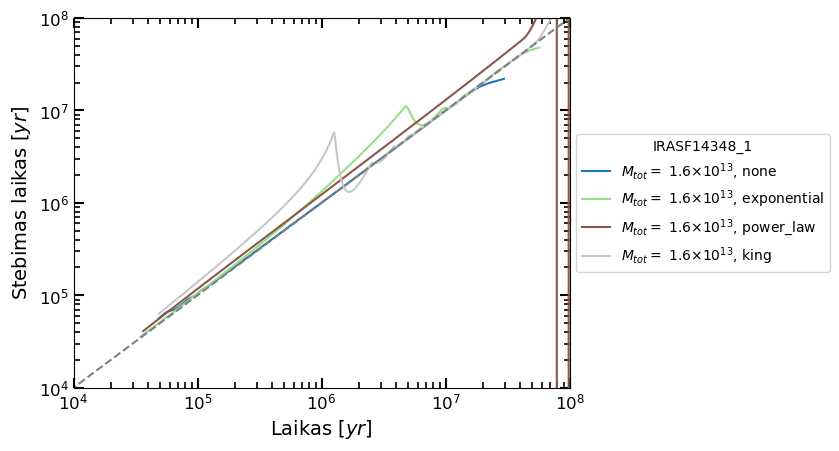 10^8
10^7
10^6
10^5
10^4
Stebimas laikas [yr]
10^4 10^5 10^6 10^7 10^8
Laikas [yr]
IRASF14348_1
M_tot = 1.6×10^13, none
M_tot = 1.6×10^13, exponential
M_tot = 1.6×10^13, power_law
M_tot = 1.6×10^13, king